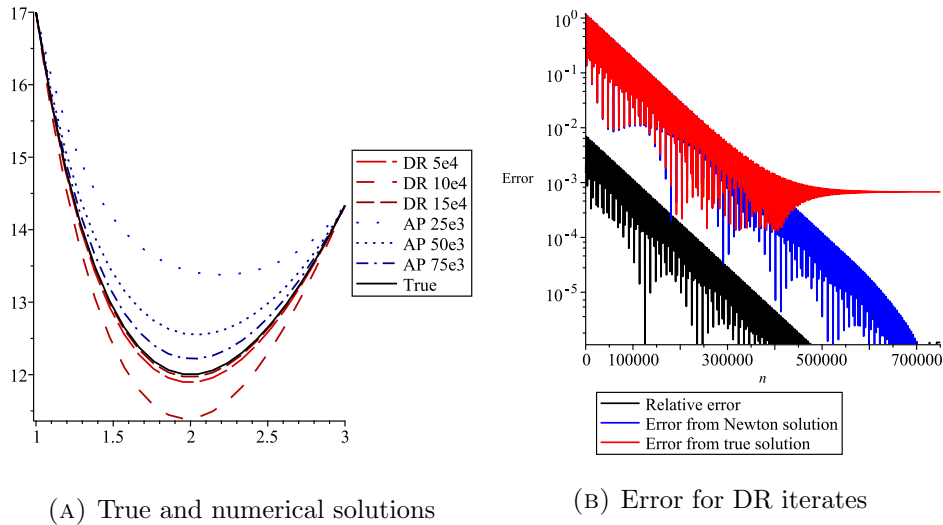 17
16
15
14
13
12
1
1.5
2
2.5
3
DR 5e4
DR 10e4
DR 15e4
AP 25e3
AP 50e3
AP 75e3
True
(A) True and numerical solutions
10^0
10^-1
10^-2
10^-3
10^-4
10^-5
Error
0
100000
300000
500000
700000
n
Relative error
Error from Newton solution
Error from true solution
(B) Error for DR iterates